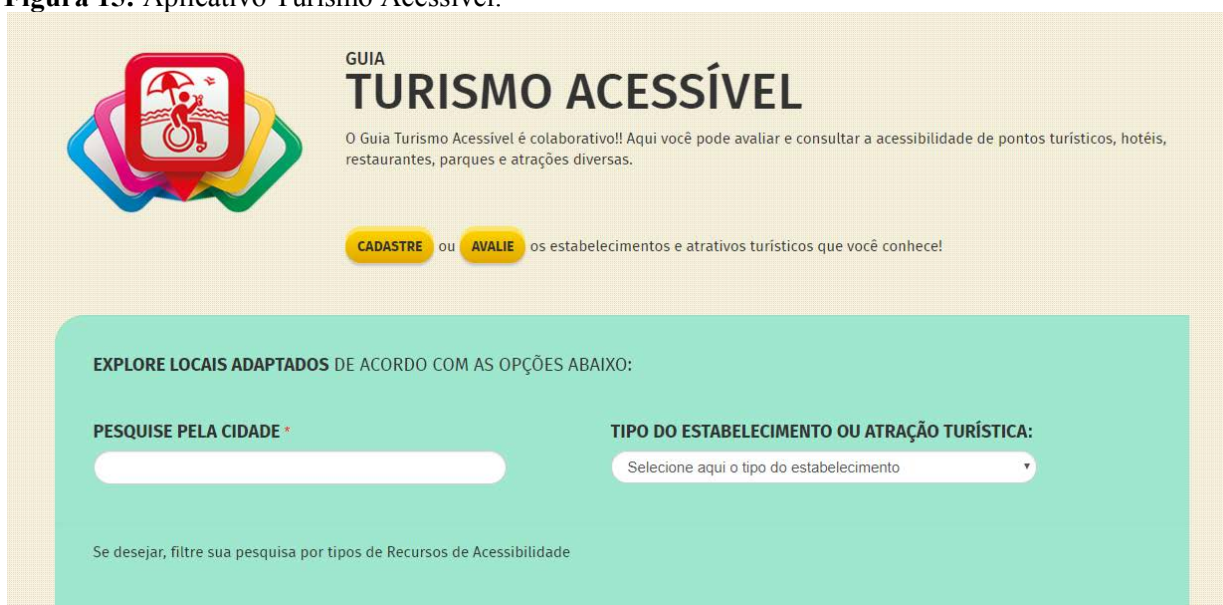 Figura 13: Aplicativo Turismo Acessível.
GUIA
TURISMO ACESSÍVEL
O Guia Turismo Acessível é colaborativo!! Aqui você pode avaliar e consultar a acessibilidade de pontos turísticos, hotéis,
restaurantes, parques e atrações diversas.
CADASTRE ou AVALIE os estabelecimentos e atrativos turísticos que você conhece!
EXPLORE LOCAIS ADAPTADOS DE ACORDO COM AS OPÇÕES ABAIXO:
PESQUISE PELA CIDADE *
TIPO DO ESTABELECIMENTO OU ATRAÇÃO TURÍSTICA:
Selecione aqui o tipo do estabelecimento
Se desejar, filtre sua pesquisa por tipos de Recursos de Acessibilidade